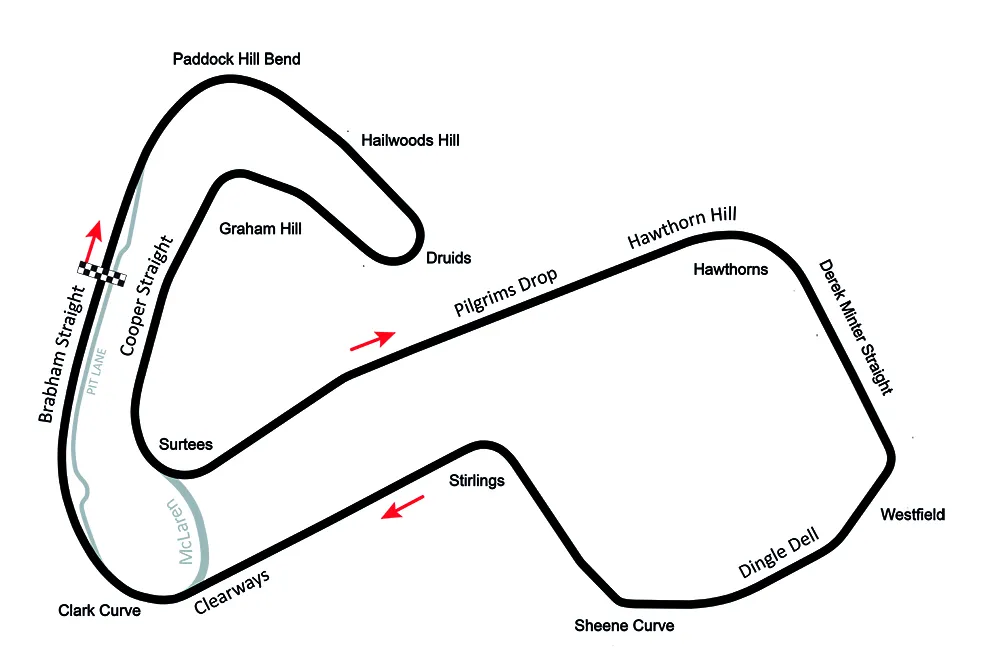 Paddock Hill Bend
Hailwoods Hill
Graham Hill
Druids
Hawthorn Hill
Hawthorns
Pilgrims Drop
Derek Minter Straight
Cooper Straight
Brabham Straight
PIT LANE
Surtees
Stirlings
Westfield
McLaren
Dingle Dell
Clearways
Clark Curve
Sheene Curve